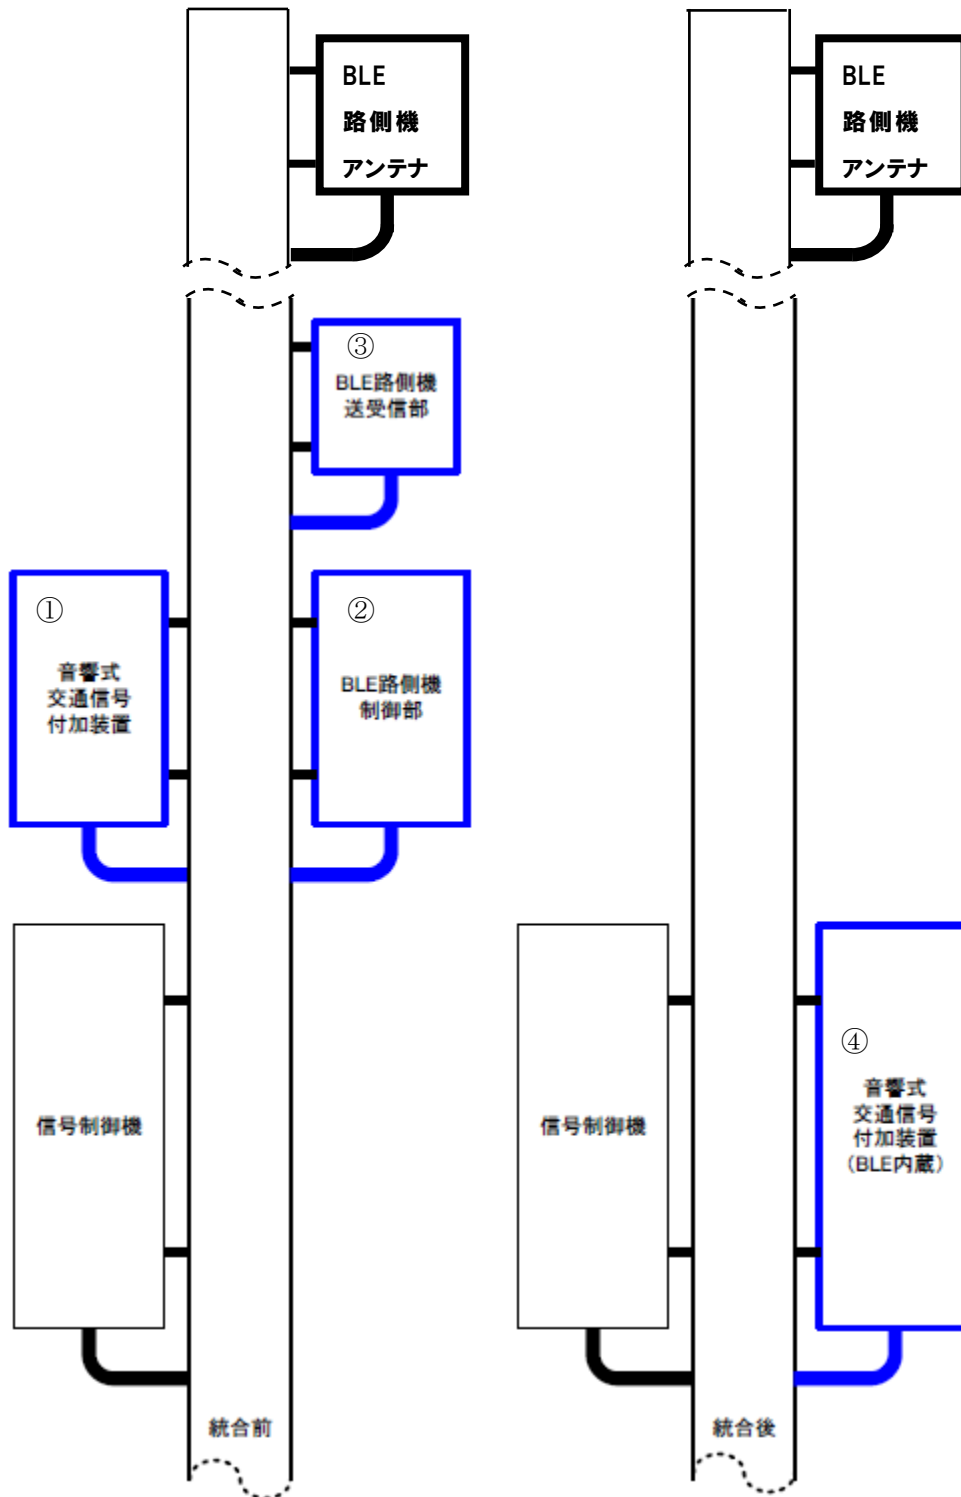 BLE
路側機
アンテナ
③
BLE路側機
送受信部
①
音響式
交通信号
付加装置
②
BLE路側機
制御部
信号制御機
統合前
BLE
路側機
アンテナ
信号制御機
④
音響式
交通信号
付加装置
（BLE内蔵）
統合後